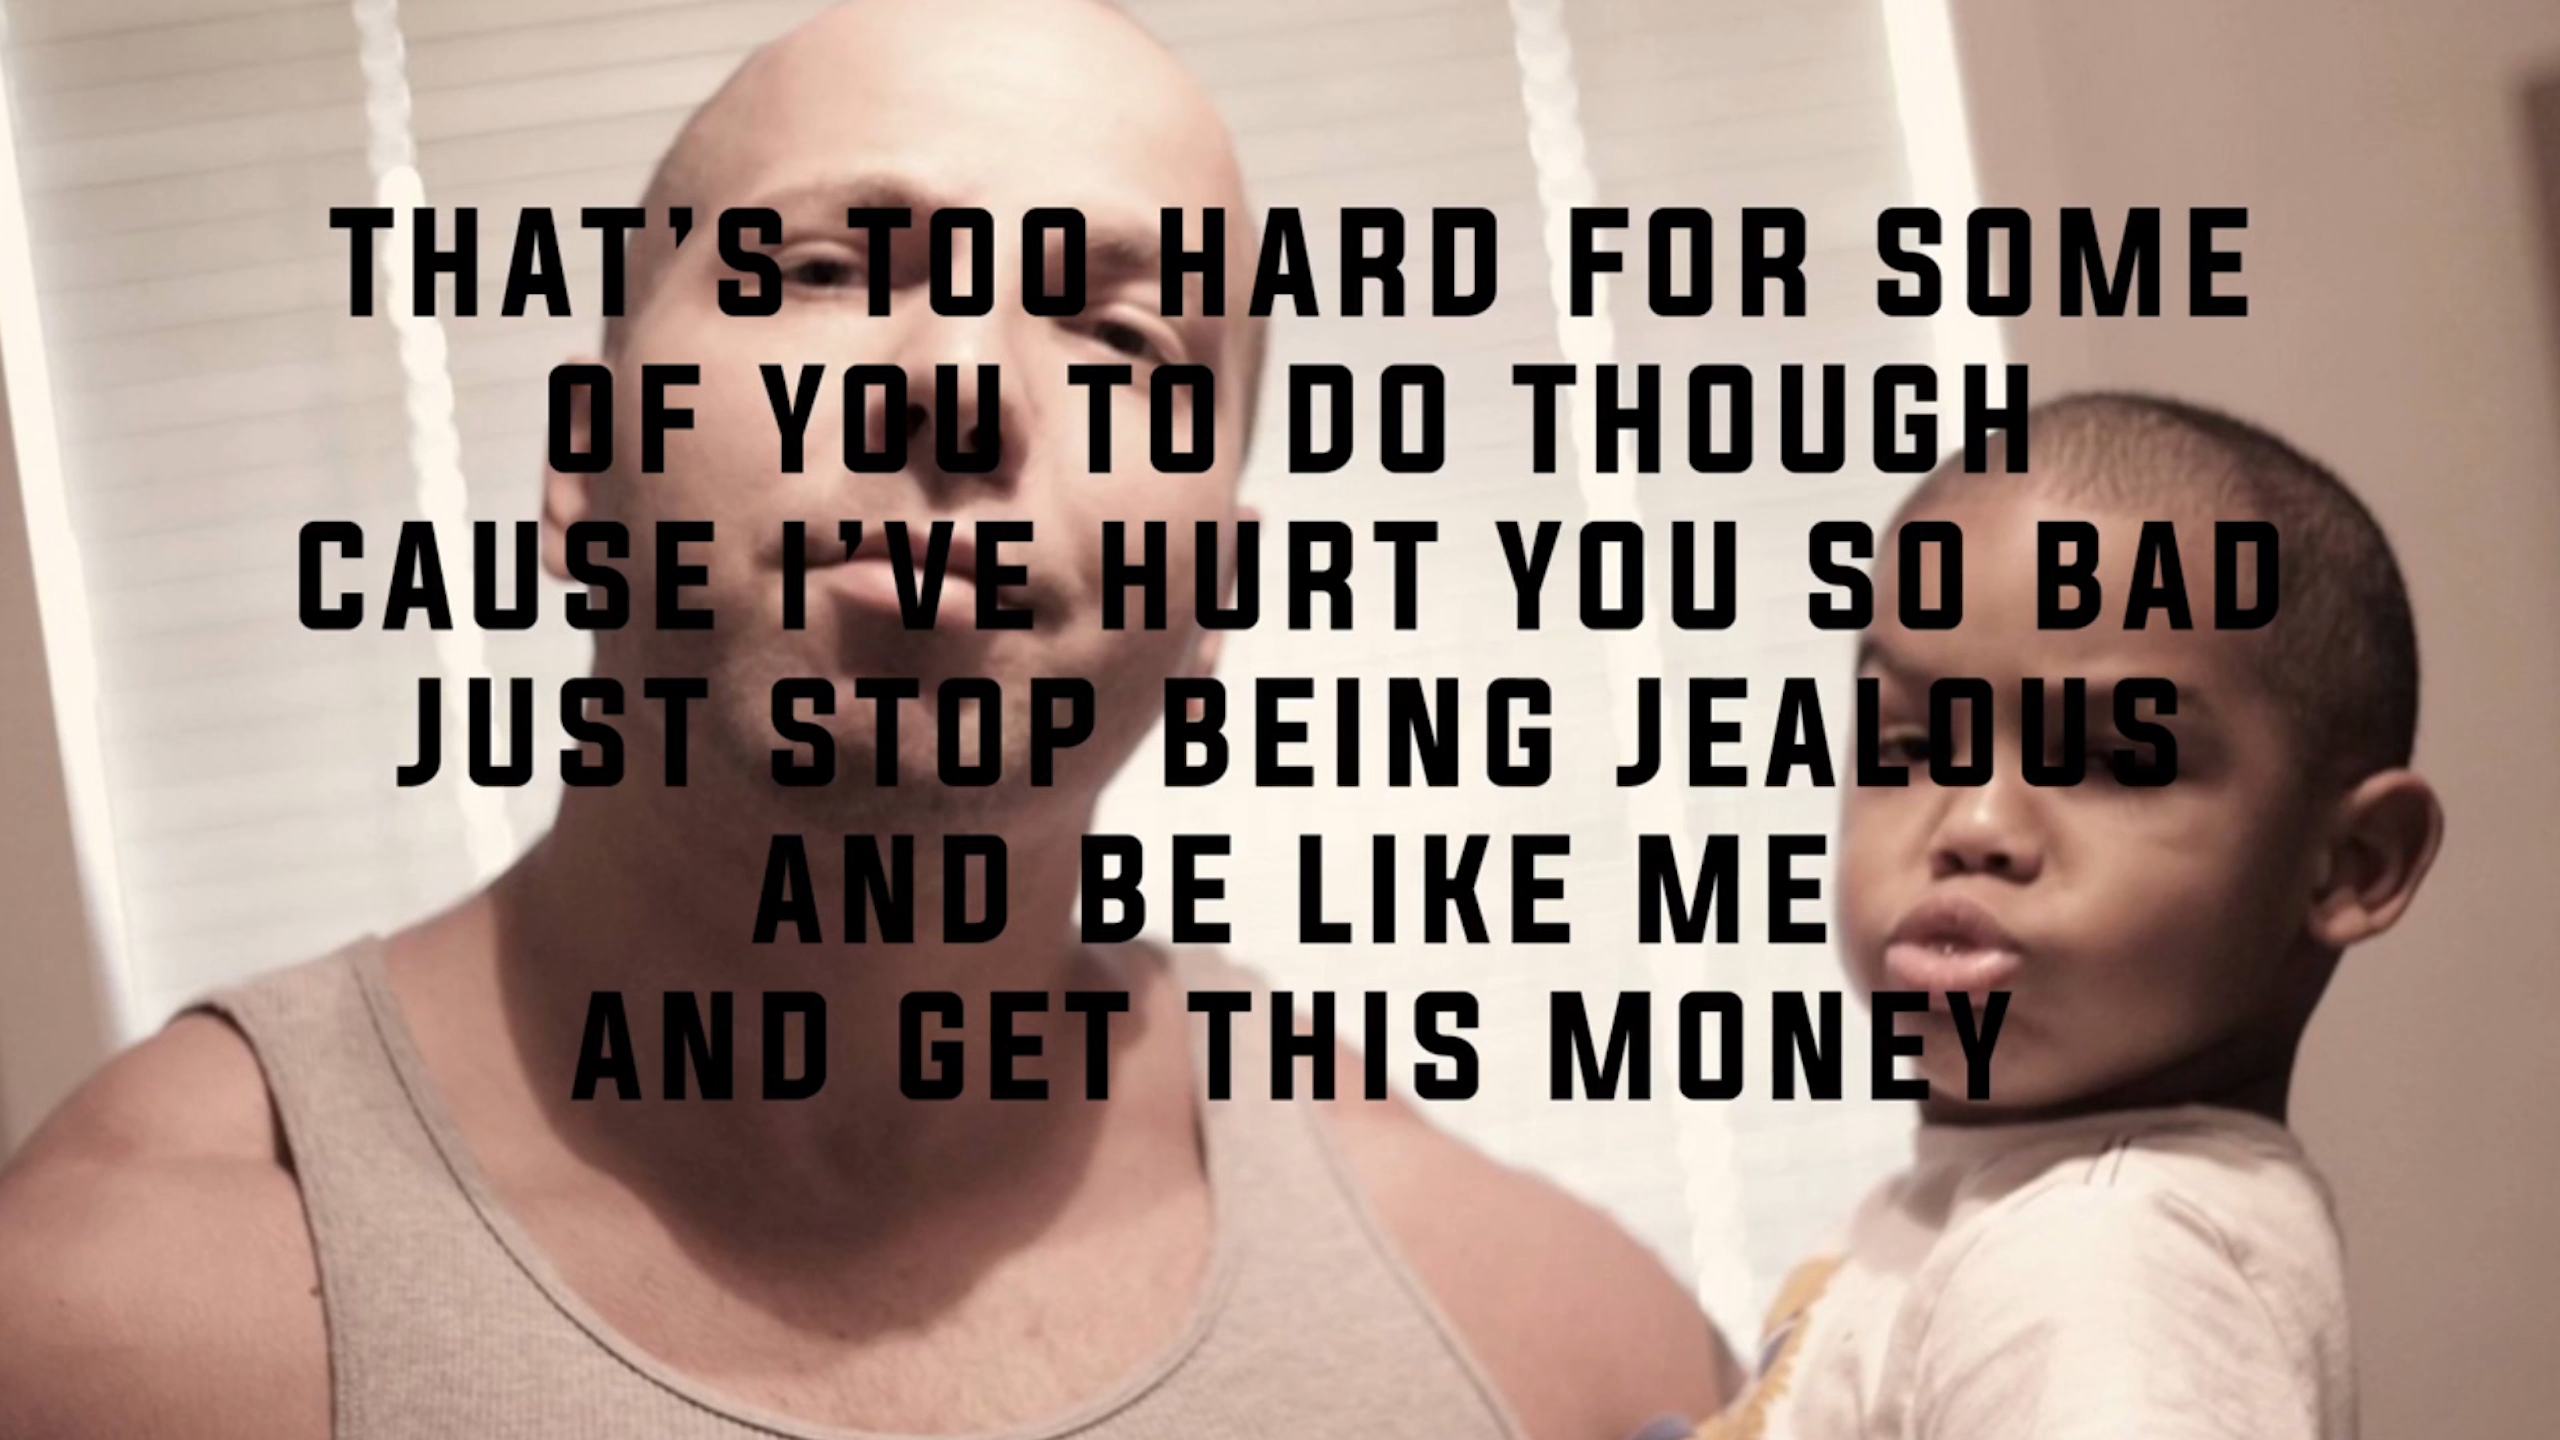 THAT'S TOO HARD FOR SOME
OF YOU TO DO THOUGH
CAUSE I'VE HURT YOU SO BAD
JUST STOP BEING JEALOUS
AND BE LIKE ME
AND GET THIS MONEY